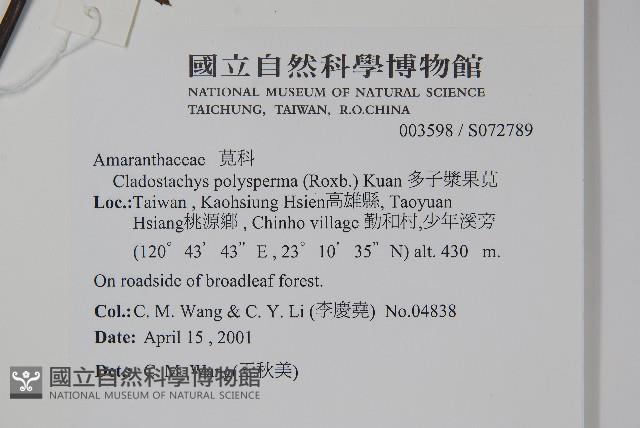 國立自然科學博物館
NATIONAL MUSEUM OF NATURAL SCIENCE
TAICHUNG, TAIWAN, R.O.CHINA
003598 / S072789
Amaranthaceae 莧科
Cladostachys polysperma (Roxb.) Kuan 多子漿果莧
Loc.:Taiwan , Kaohsiung Hsien高雄縣, Taoyuan
Hsiang桃源鄉 , Chinho village 勤和村,少年溪旁
(120° 43' 43" E , 23° 10' 35" N) alt. 430 m.
On roadside of broadleaf forest.
Col.: C. M. Wang & C. Y. Li (李慶堯) No.04838
Date: April 15 , 2001
Det.: C. M. Wang (王秋美)
國立自然科學博物館
NATIONAL MUSEUM OF NATURAL SCIENCE